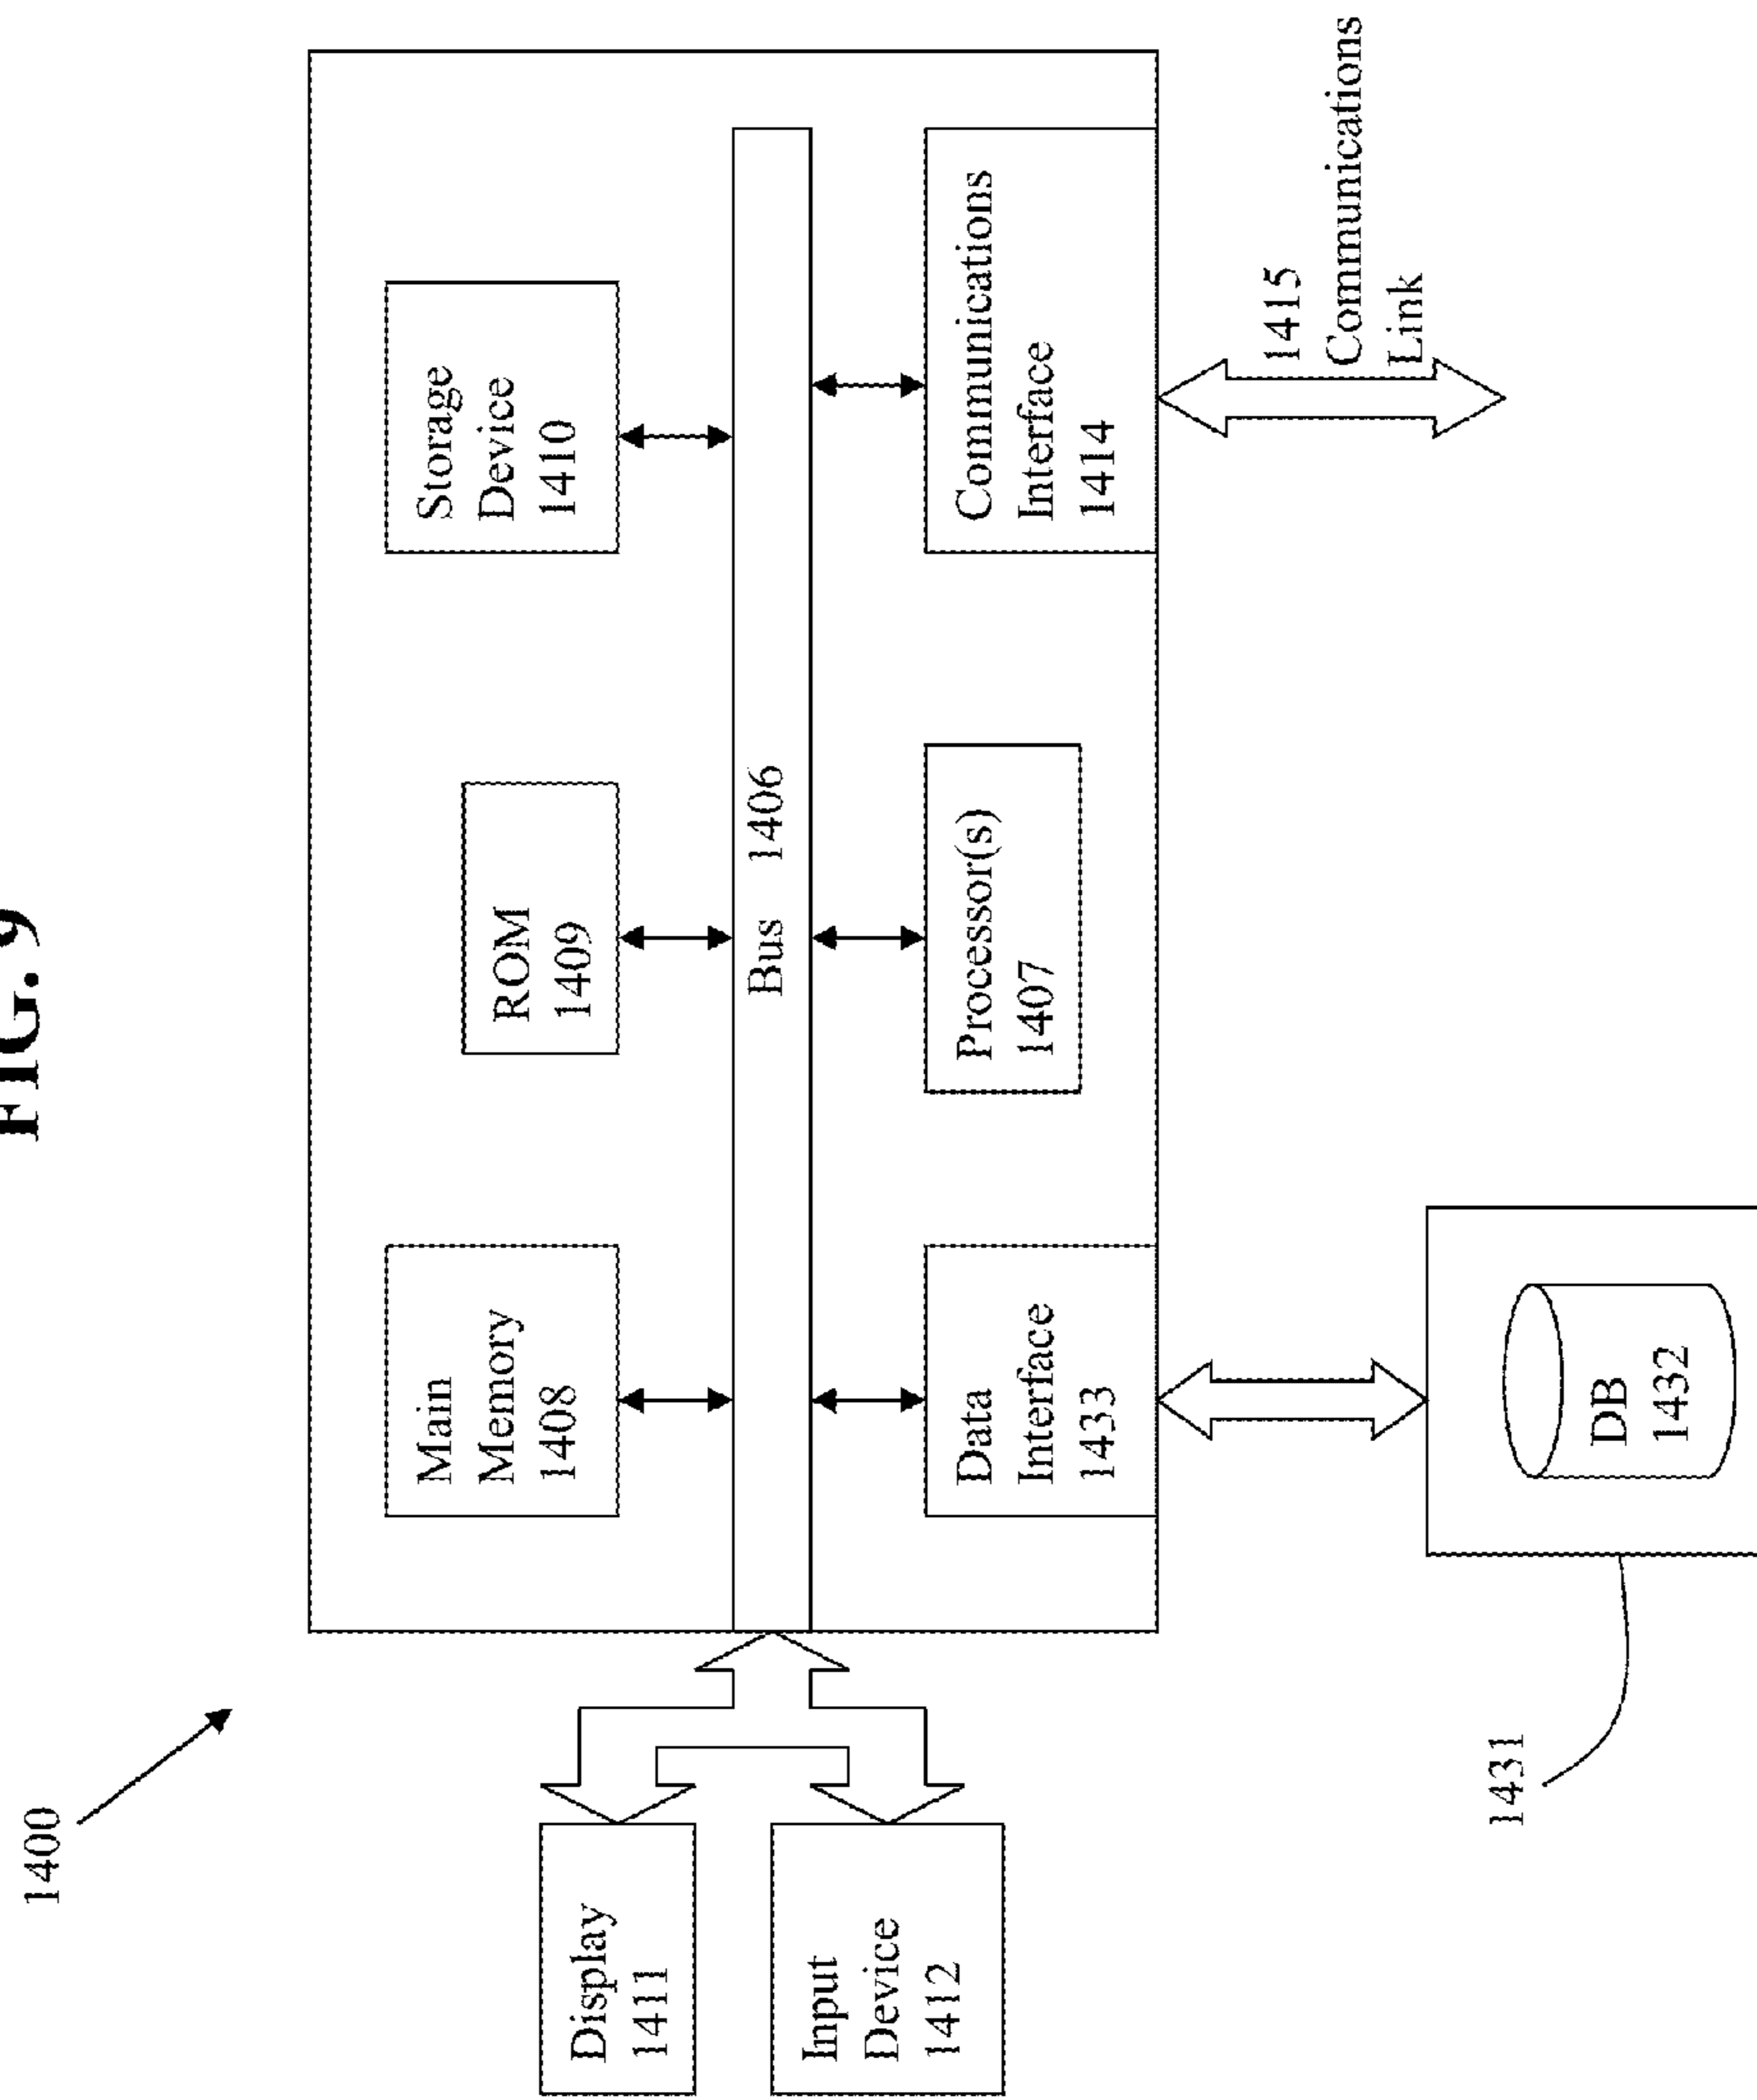 FIG. 9
1400
Main
Memory
1408
ROM
1409
Storage
Device
1410
Display
1411
Bus 1406
Input
Device
1412
Data
Interface
1433
Processor(s)
1407
Communications
Interface
1414
1415
Communications
Link
1431
DB
1432